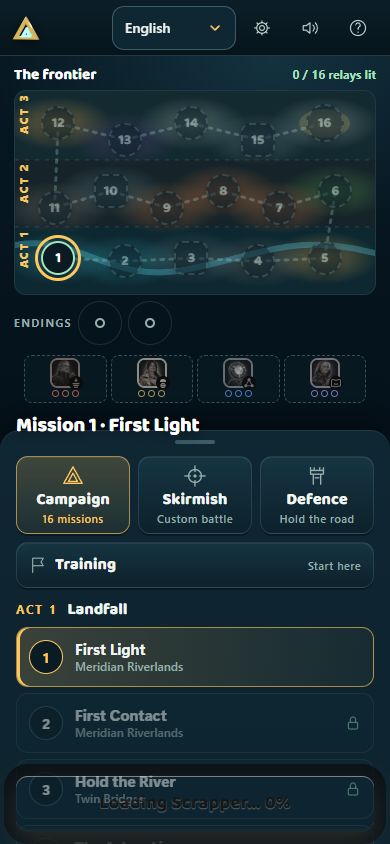 English
The frontier
0 / 16 relays lit
ACT 3
12
13
14
15
16
ACT 2
11
10
9
8
7
6
ACT 1
1
2
3
4
5
ENDINGS
Mission 1 · First Light
Campaign
16 missions
Skirmish
Custom battle
Defence
Hold the road
Training
Start here
ACT 1 Landfall
1
First Light
Meridian Riverlands
2
First Contact
Meridian Riverlands
3
Hold the River
Twin Bridges
Loading Scrapper... 0%